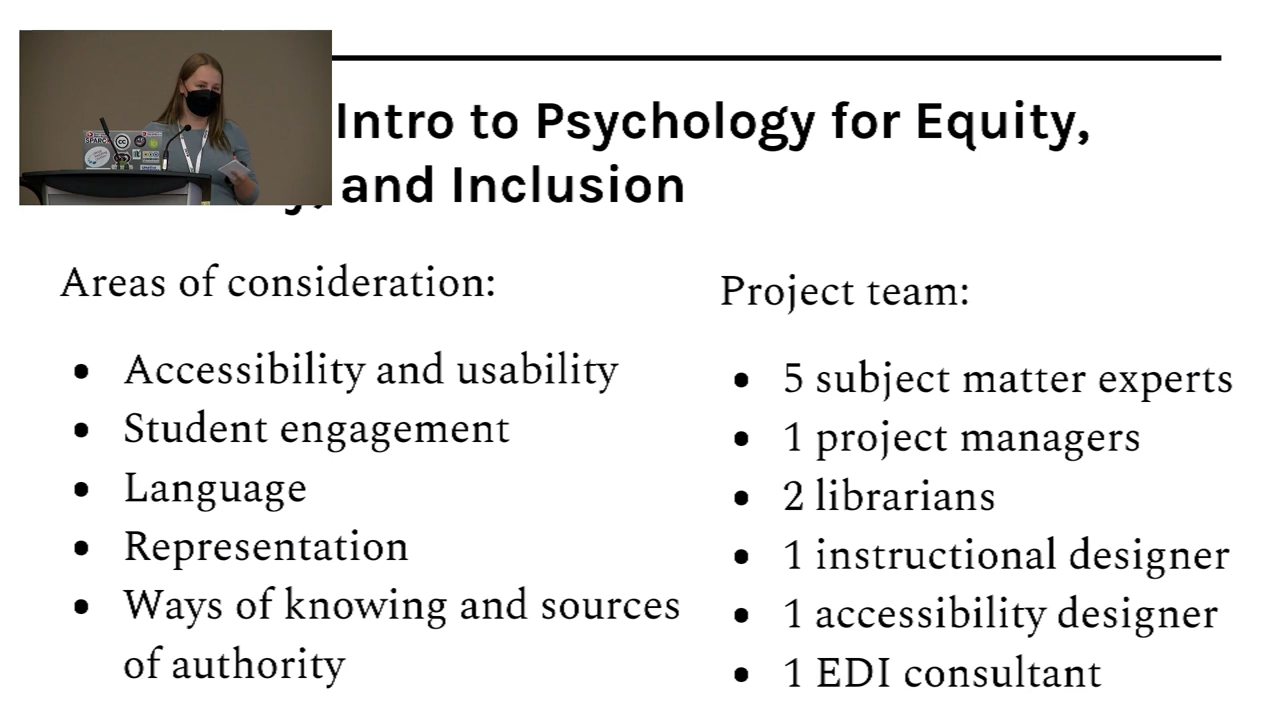 Intro to Psychology for Equity,
and Inclusion
Areas of consideration:
• Accessibility and usability
• Student engagement
• Language
• Representation
• Ways of knowing and sources
of authority
Project team:
• 5 subject matter experts
• 1 project managers
• 2 librarians
• 1 instructional designer
• 1 accessibility designer
• 1 EDI consultant